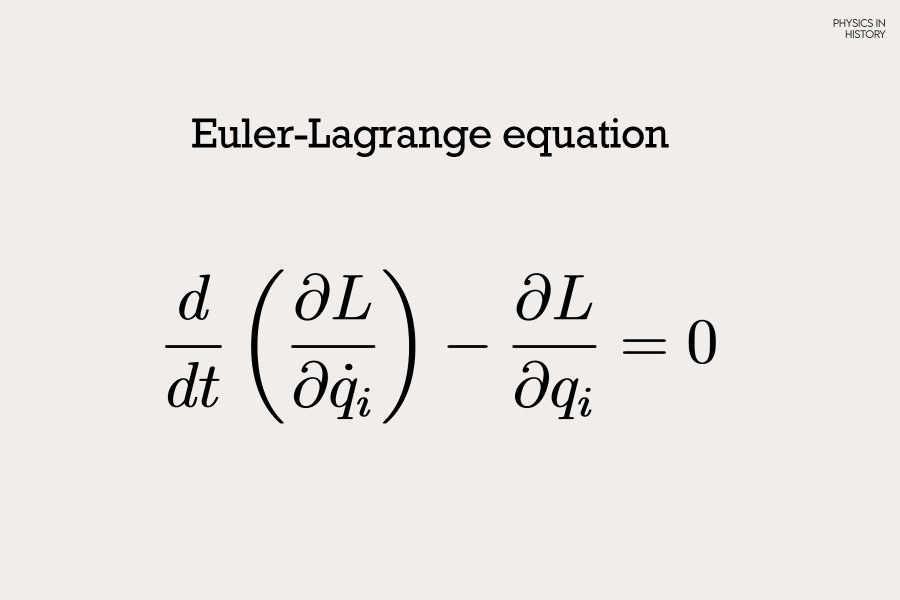 PHYSICS IN
HISTORY
Euler-Lagrange equation
d/dt (∂L/∂q̇ᵢ) − ∂L/∂qᵢ = 0